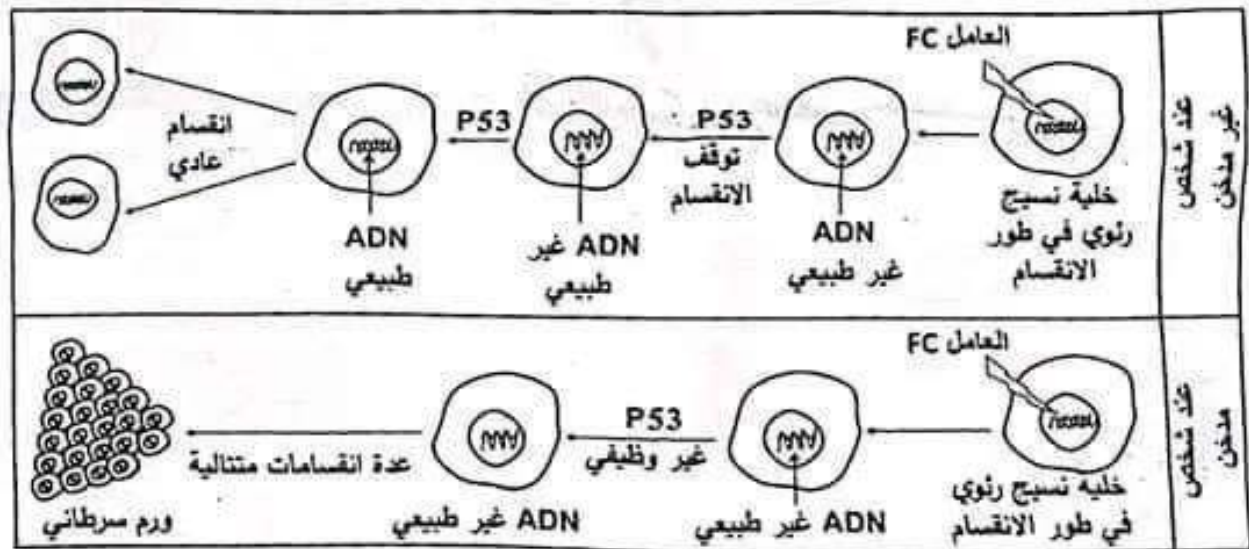 عند شخص
غير مدخن
العامل FC
خلية نسيج
رئوي في طور
الانقسام
ADN
غير طبيعي
P53
توقف
الانقسام
ADN غير
طبيعي
P53
ADN
طبيعي
انقسام
عادي
عند شخص
مدخن
العامل FC
خلية نسيج رئوي
في طور الانقسام
ADN غير طبيعي
P53
غير وظيفي
ADN غير طبيعي
عدة انقسامات متتالية
ورم سرطاني